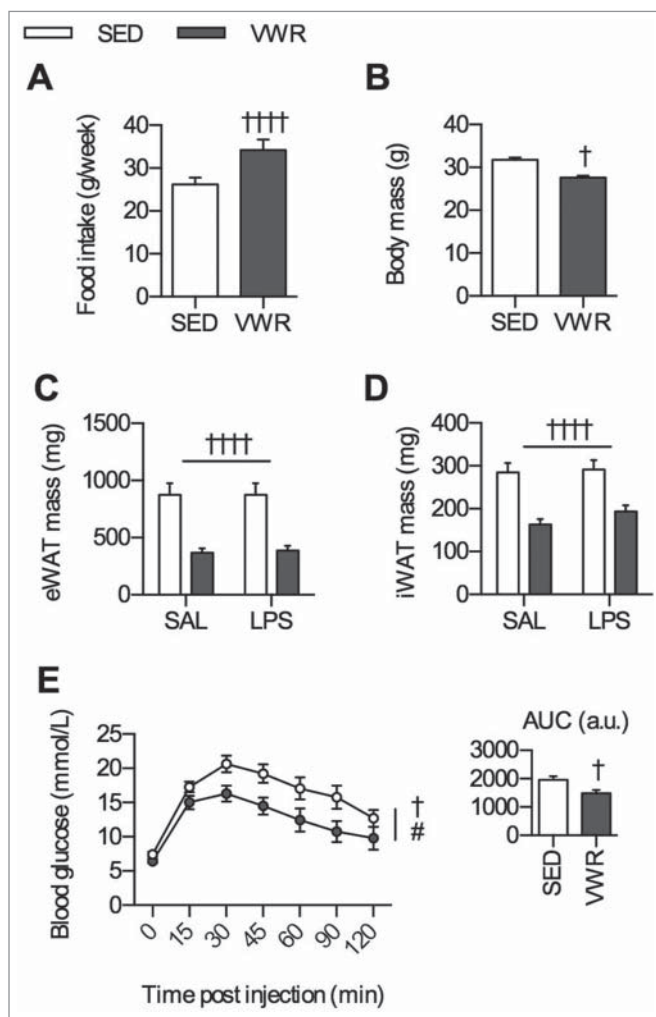 SED VWR
A
Food intake (g/week)
40
30
20
10
0
††††
SED VWR
B
Body mass (g)
40
30
20
10
0
†
SED VWR
C
eWAT mass (mg)
1500
1000
500
0
††††
SAL LPS
D
iWAT mass (mg)
400
300
200
100
0
††††
SAL LPS
E
Blood glucose (mmol/L)
25
20
15
10
5
0
†
#
0 15 30 45 60 90 120
Time post injection (min)
AUC (a.u.)
3000
2000
1000
0
†
SED VWR